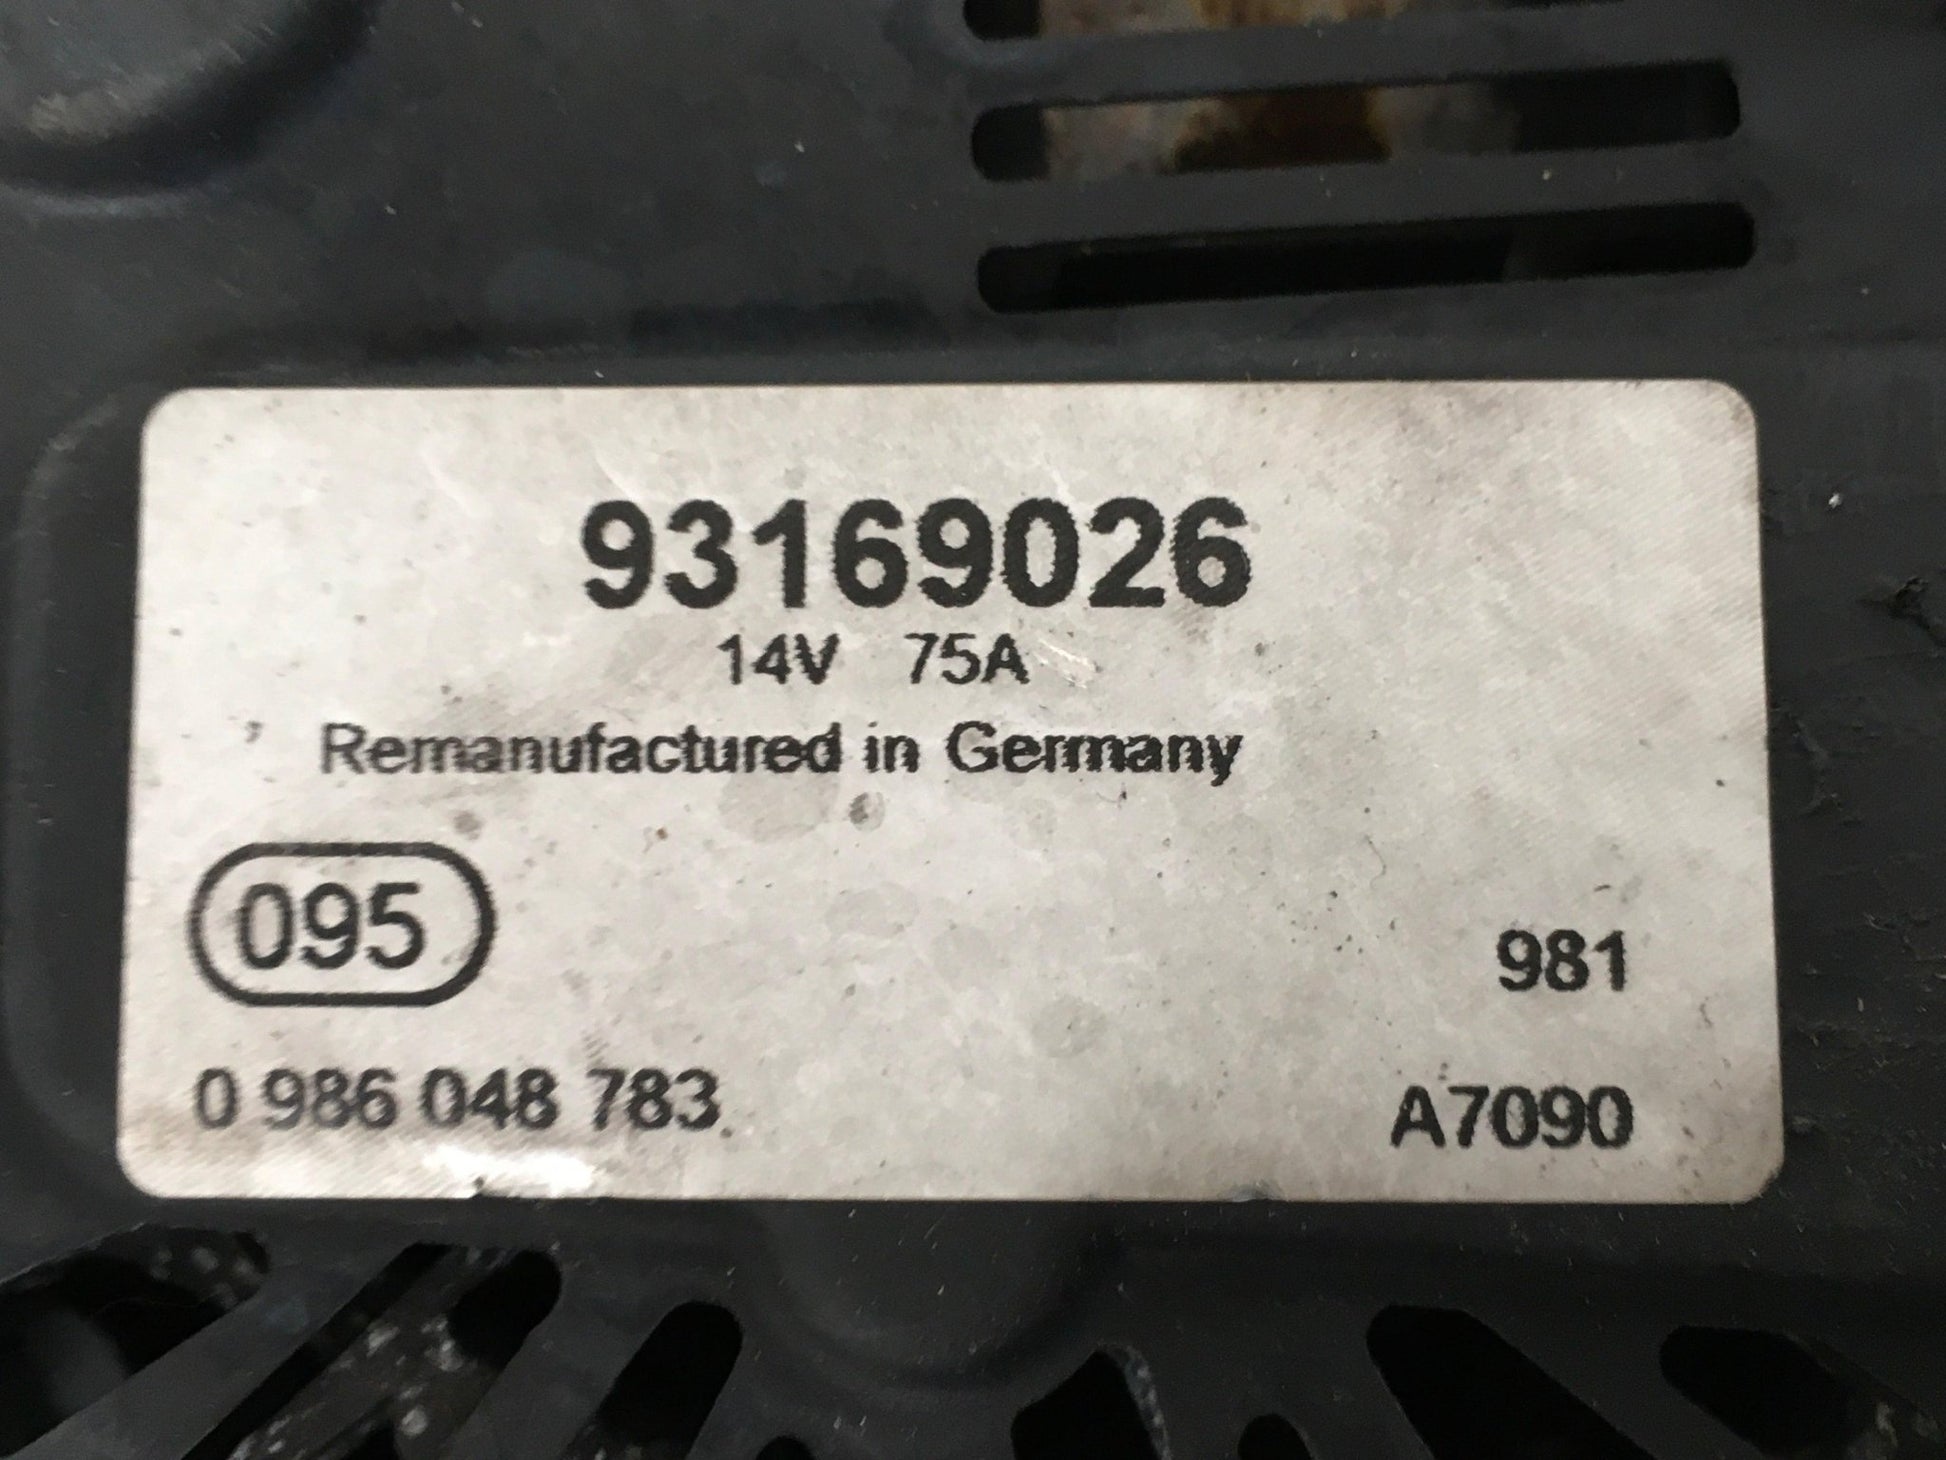 93169026
14V 75A
Remanufactured in Germany
095
981
0 986 048 783
A7090